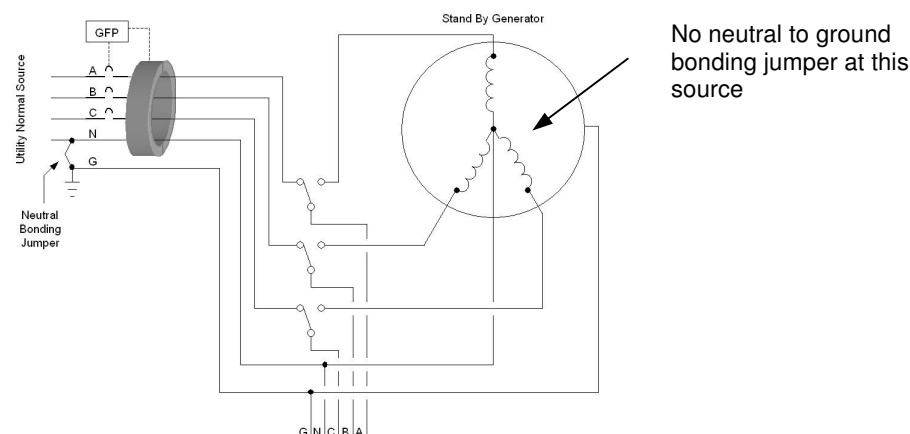 Stand By Generator
No neutral to ground
bonding jumper at this
source
GFP
Utility Normal Source
A
B
C
N
G
Neutral
Bonding
Jumper
G N C B A